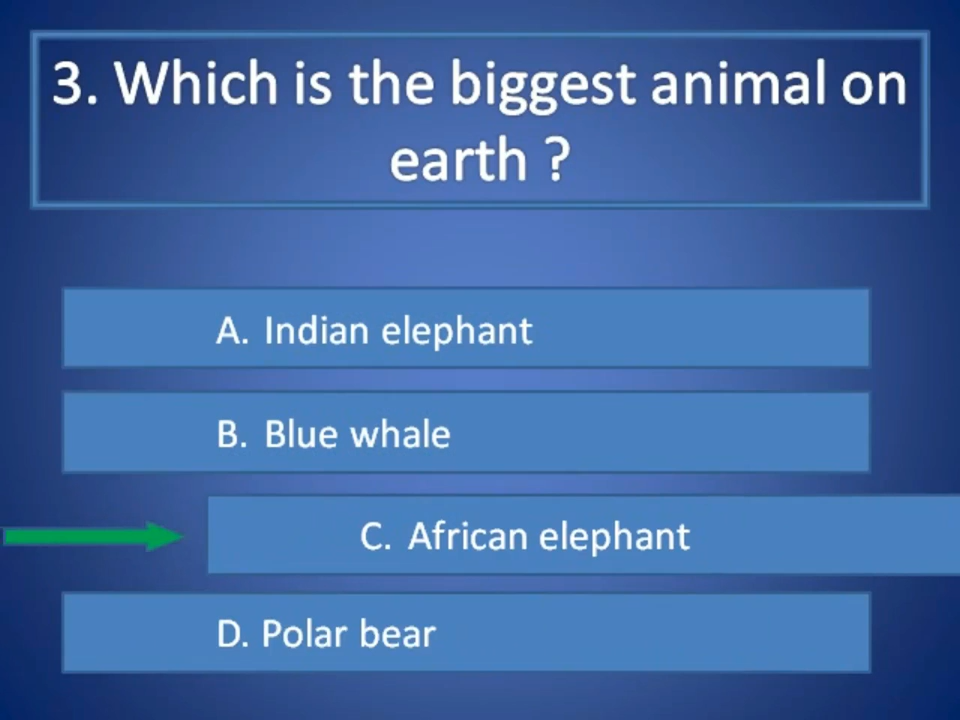 3. Which is the biggest animal on
earth ?
A. Indian elephant
B. Blue whale
C. African elephant
D. Polar bear